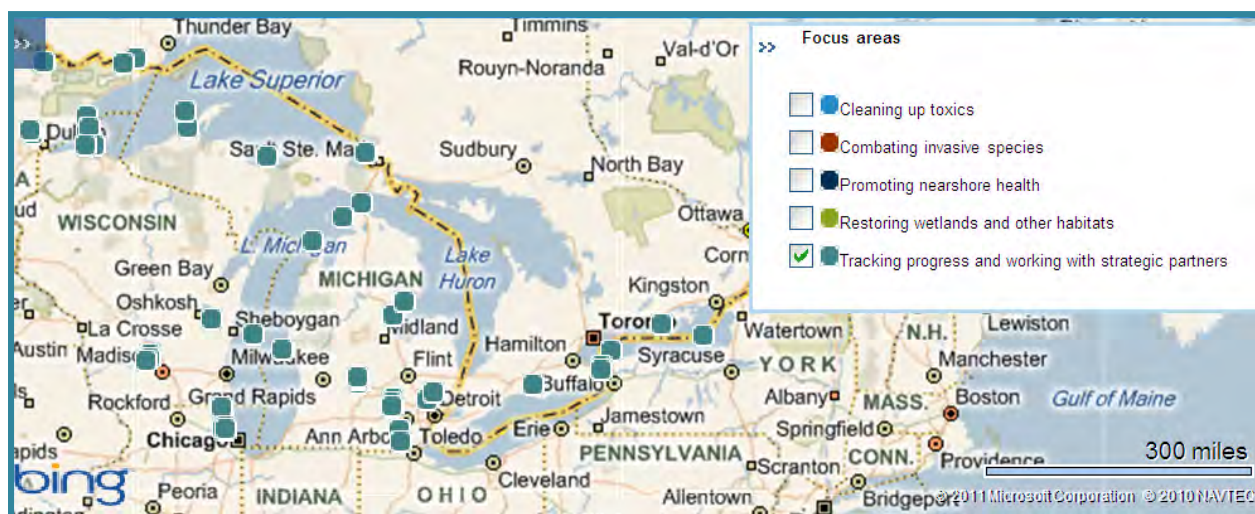 >>
Thunder Bay
Timmins
Val-d'Or
Rouyn-Noranda
Lake Superior
Sudbury
North Bay
Ottawa
WISCONSIN
L. Michigan
Lake
Huron
MICHIGAN
Green Bay
Oshkosh
Sheboygan
La Crosse
Midland
Kingston
Toronto
Watertown
Lewiston
N.H.
Austin
Madison
Milwaukee
Flint
Hamilton
Syracuse
YORK
Manchester
Rockford
Grand Rapids
Detroit
Buffalo
Albany
MASS.
Boston
Gulf of Maine
Chicago
Ann Arbor
Toledo
Erie
Jamestown
Springfield
PENNSYLVANIA
CONN.
Providence
Cleveland
Scranton
Peoria
INDIANA
OHIO
Allentown
Bridgeport
bing
300 miles
© 2011 Microsoft Corporation © 2010 NAVTEC
>> Focus areas
Cleaning up toxics
Combating invasive species
Promoting nearshore health
Restoring wetlands and other habitats
Tracking progress and working with strategic partners